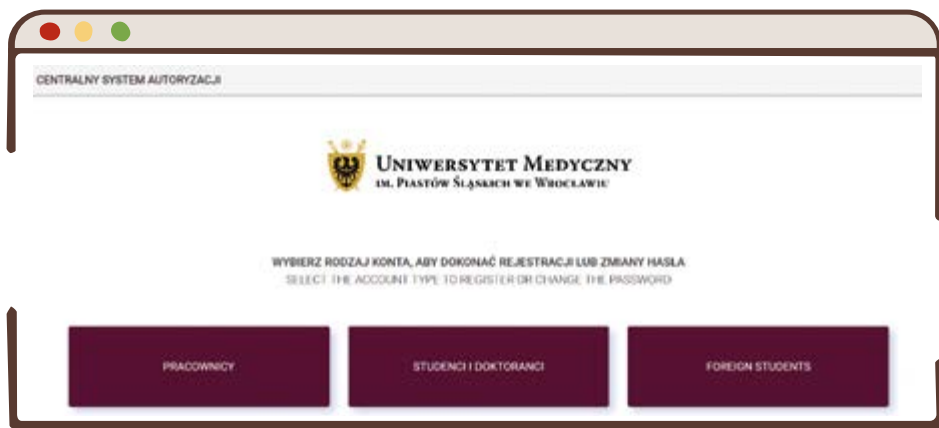 CENTRALNY SYSTEM AUTORYZACJI
UNIWERSYTET MEDYCZNY
IM. PIASTÓW ŚLĄSKICH WE WROCŁAWIU
WYBIERZ RODZAJ KONTA, ABY DOKONAĆ REJESTRACJI LUB ZMIANY HASŁA
SELECT THE ACCOUNT TYPE TO REGISTER OR CHANGE THE PASSWORD
PRACOWNICY
STUDENCI I DOKTORANCI
FOREIGN STUDENTS